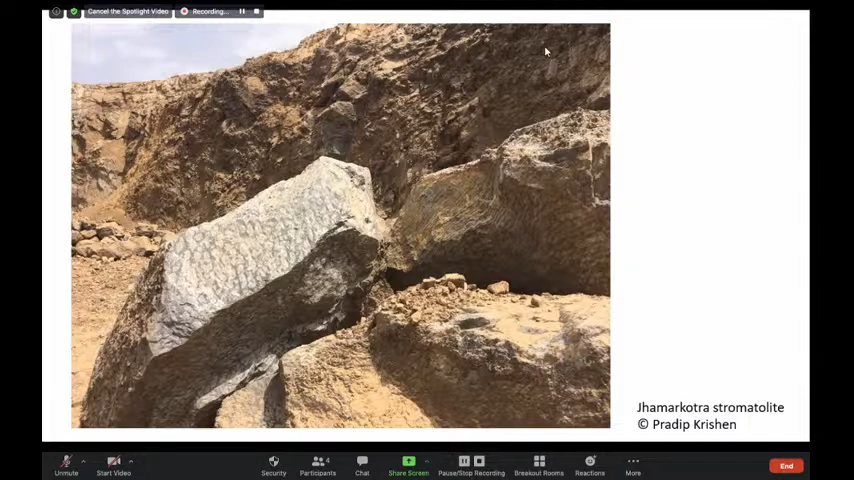 Cancel the Spotlight Video
Recording...
Jhamarkotra stromatolite
© Pradip Krishen
Unmute
Start Video
Security
4
Participants
Chat
Share Screen
Pause/Stop Recording
Breakout Rooms
Reactions
More
End